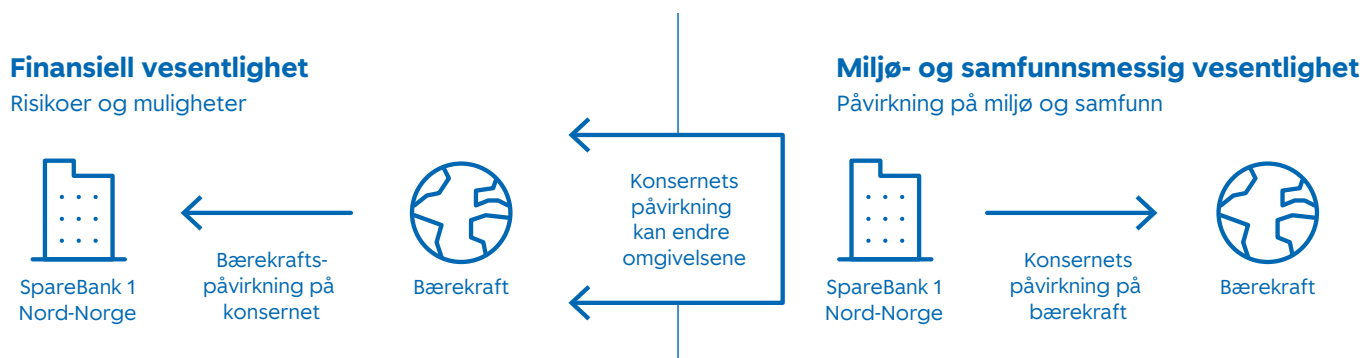 Finansiell vesentlighet
Risikoer og muligheter
SpareBank 1
Nord-Norge
Bærekrafts-
påvirkning på
konsernet
Bærekraft
Konsernets
påvirkning
kan endre
omgivelsene
Miljø- og samfunnsmessig vesentlighet
Påvirkning på miljø og samfunn
SpareBank 1
Nord-Norge
Konsernets
påvirkning på
bærekraft
Bærekraft